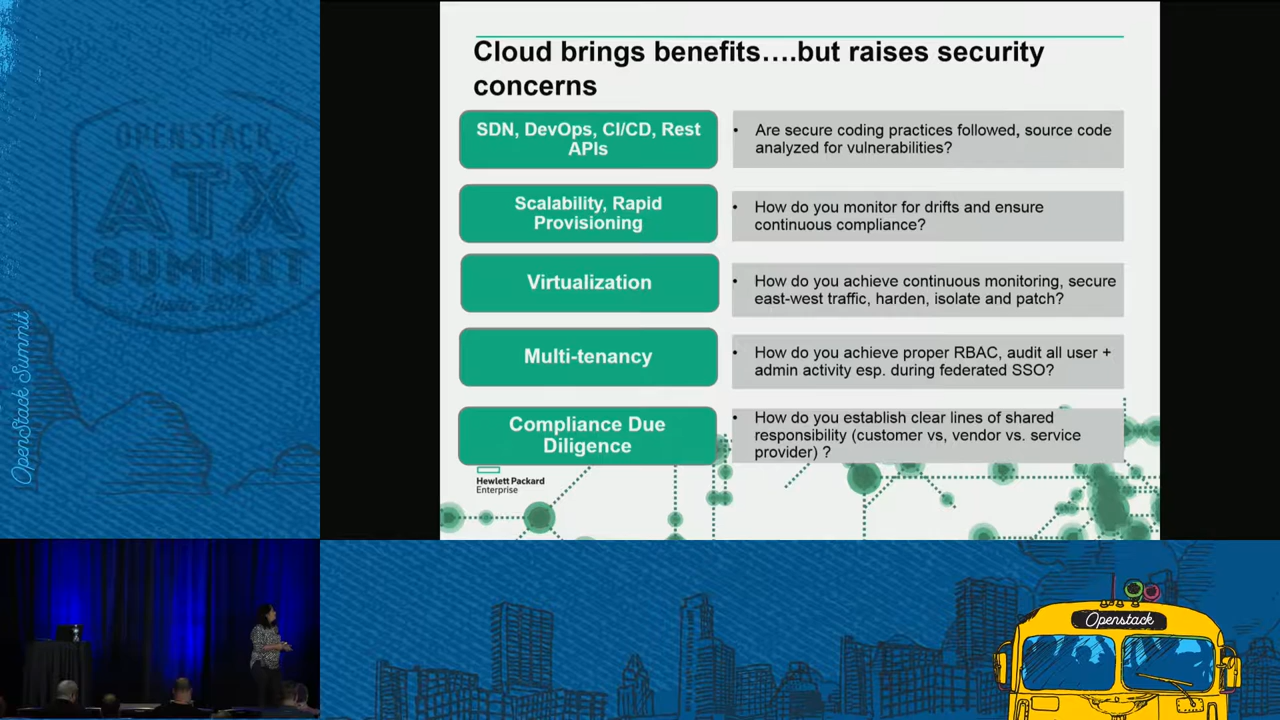 OPENSTACK
ATX
SUMMIT
OpenStack Summit
Cloud brings benefits….but raises security
concerns
SDN, DevOps, CI/CD, Rest
APIs
• Are secure coding practices followed, source code
analyzed for vulnerabilities?
Scalability, Rapid
Provisioning
• How do you monitor for drifts and ensure
continuous compliance?
Virtualization
• How do you achieve continuous monitoring, secure
east-west traffic, harden, isolate and patch?
Multi-tenancy
• How do you achieve proper RBAC, audit all user +
admin activity esp. during federated SSO?
Compliance Due
Diligence
• How do you establish clear lines of shared
responsibility (customer vs, vendor vs. service
provider) ?
Hewlett Packard
Enterprise
Openstack